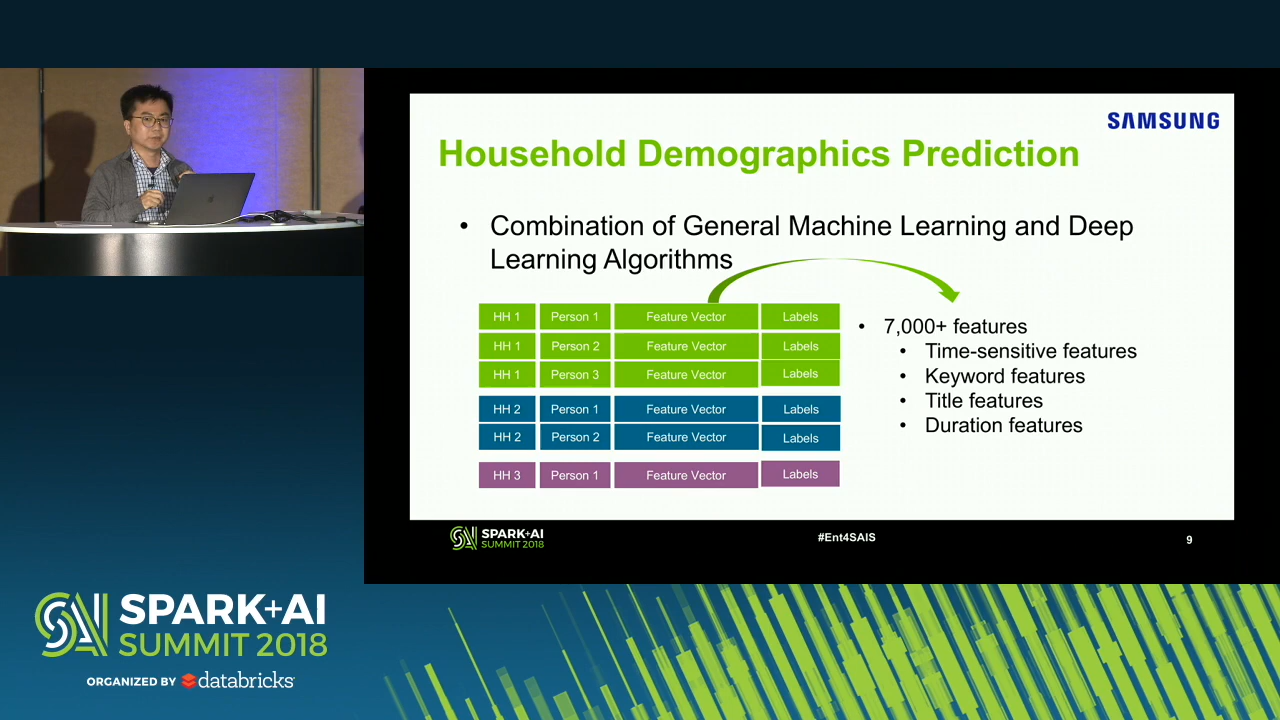 SAMSUNG
Household Demographics Prediction
• Combination of General Machine Learning and Deep
Learning Algorithms
HH 1 Person 1 Feature Vector Labels
HH 1 Person 2 Feature Vector Labels
HH 1 Person 3 Feature Vector Labels
HH 2 Person 1 Feature Vector Labels
HH 2 Person 2 Feature Vector Labels
HH 3 Person 1 Feature Vector Labels
• 7,000+ features
• Time-sensitive features
• Keyword features
• Title features
• Duration features
SPARK+AI
SUMMIT 2018
#Ent4SAIS
9
SPARK+AI
SUMMIT 2018
ORGANIZED BY databricks